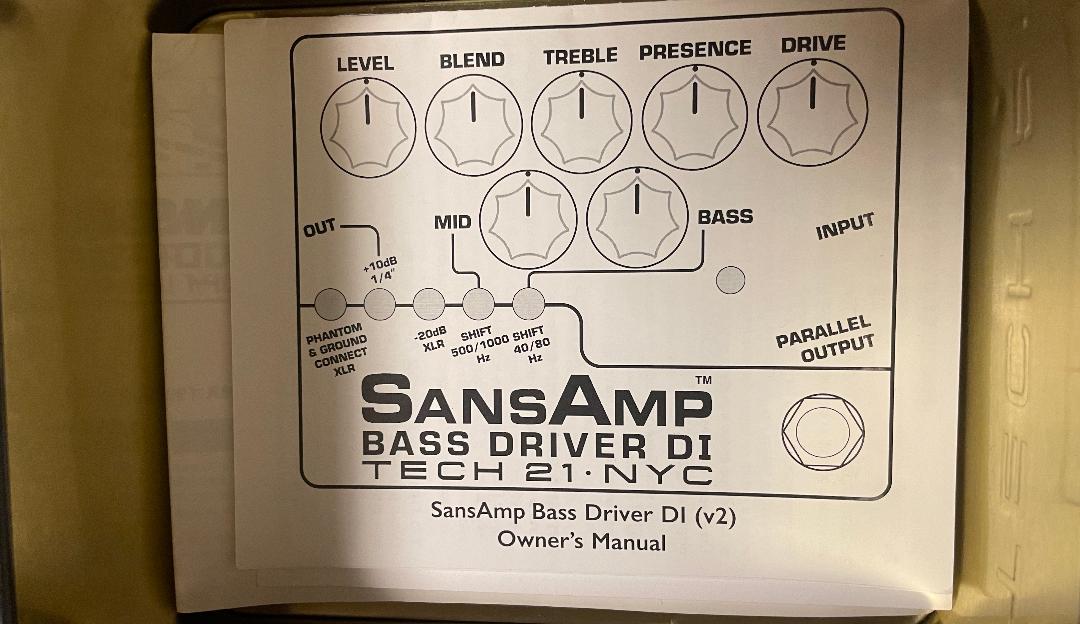 LEVEL BLEND TREBLE PRESENCE DRIVE
MID BASS
OUT INPUT
+10dB
1/4"
PHANTOM
& GROUND
CONNECT
XLR
-20dB
XLR
SHIFT
500/1000
Hz
SHIFT
40/80
Hz
PARALLEL
OUTPUT
SANSAMP™
BASS DRIVER DI
TECH 21·NYC
SansAmp Bass Driver DI (v2)
Owner's Manual